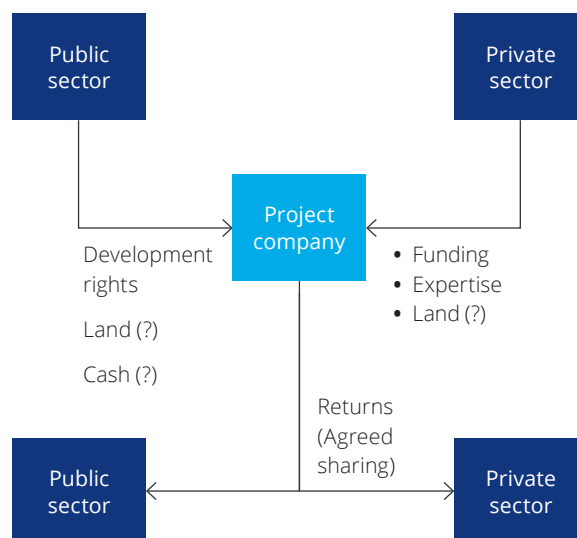 Public
sector
Private
sector
Project
company
Development
rights
Land (?)
Cash (?)
• Funding
• Expertise
• Land (?)
Returns
(Agreed
sharing)
Public
sector
Private
sector